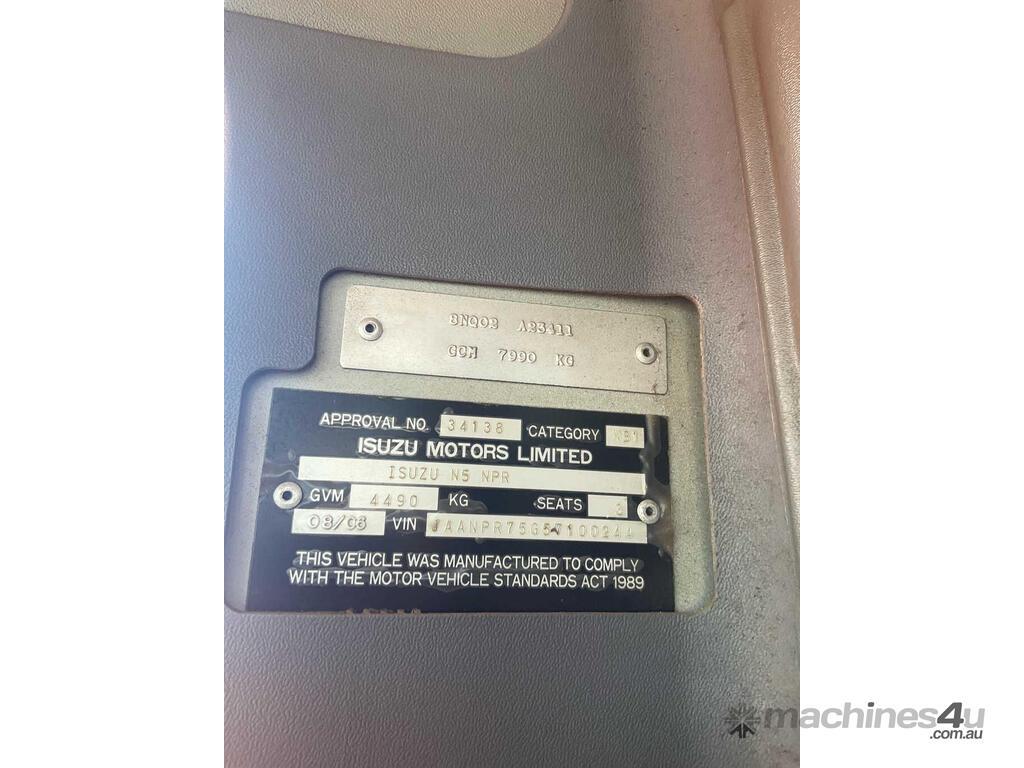 8NQ02 A23411
GCM 7990 KG
APPROVAL NO. 34138 CATEGORY NB1
ISUZU MOTORS LIMITED
ISUZU N5 NPR
GVM 4490 KG SEATS 3
08/06 VIN
THIS VEHICLE WAS MANUFACTURED TO COMPLY
WITH THE MOTOR VEHICLE STANDARDS ACT 1989
machines4u
.com.au